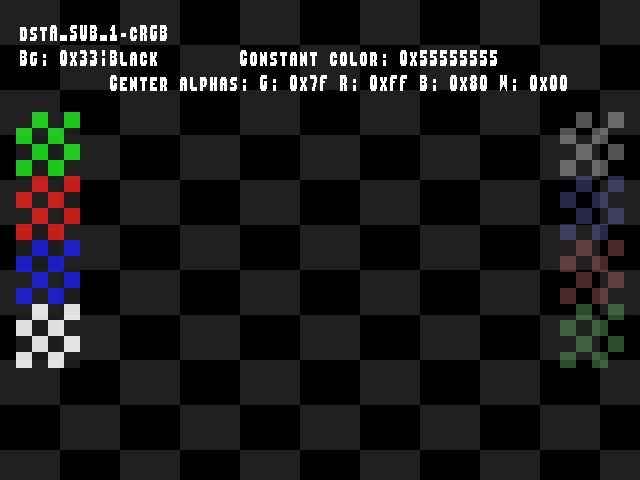 dstA_SUB_1-cRGB
Bg: 0x33|Black Constant color: 0x55555555
Center alphas: G: 0x7f R: 0xff B: 0x80 W: 0x00